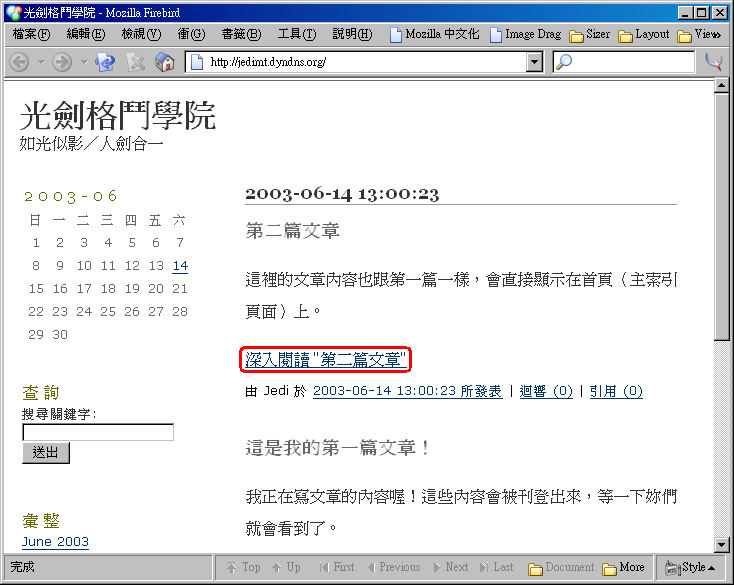 光劍格鬥學院 - Mozilla Firebird
檔案(F) 編輯(E) 檢視(V) 衝(G) 書籤(B) 工具(T) 說明(H) Mozilla 中文化 Image Drag Sizer Layout View
http://jedimt.dyndns.org/
光劍格鬥學院
如光似影／人劍合一
2003-06
日 一 二 三 四 五 六
1 2 3 4 5 6 7
8 9 10 11 12 13 14
15 16 17 18 19 20 21
22 23 24 25 26 27 28
29 30
查詢
搜尋關鍵字:
送出
彙整
June 2003
2003-06-14 13:00:23
第二篇文章
這裡的文章內容也跟第一篇一樣，會直接顯示在首頁（主索引
頁面）上。
深入閱讀 "第二篇文章"
由 Jedi 於 2003-06-14 13:00:23 所發表 | 迴響 (0) | 引用 (0)
這是我的第一篇文章！
我正在寫文章的內容喔！這些內容會被刊登出來，等一下妳們
就會看到了。
完成 Top Up First Previous Next Last Document More Style